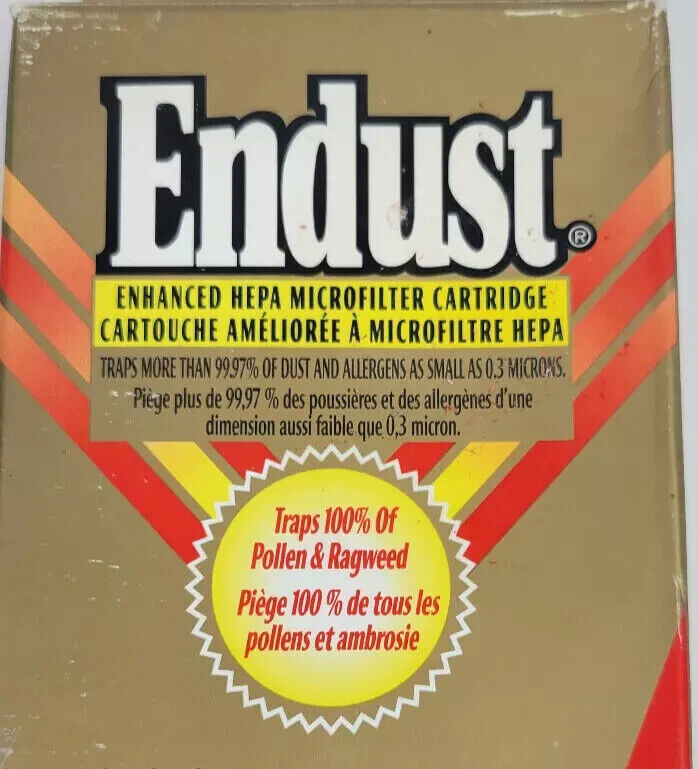 Endust®
ENHANCED HEPA MICROFILTER CARTRIDGE
CARTOUCHE AMÉLIORÉE À MICROFILTRE HEPA
TRAPS MORE THAN 99.97% OF DUST AND ALLERGENS AS SMALL AS 0.3 MICRONS.
Piège plus de 99,97 % des poussières et des allergènes d'une
dimension aussi faible que 0,3 micron.
Traps 100% Of
Pollen & Ragweed
Piège 100 % de tous les
pollens et ambrosie